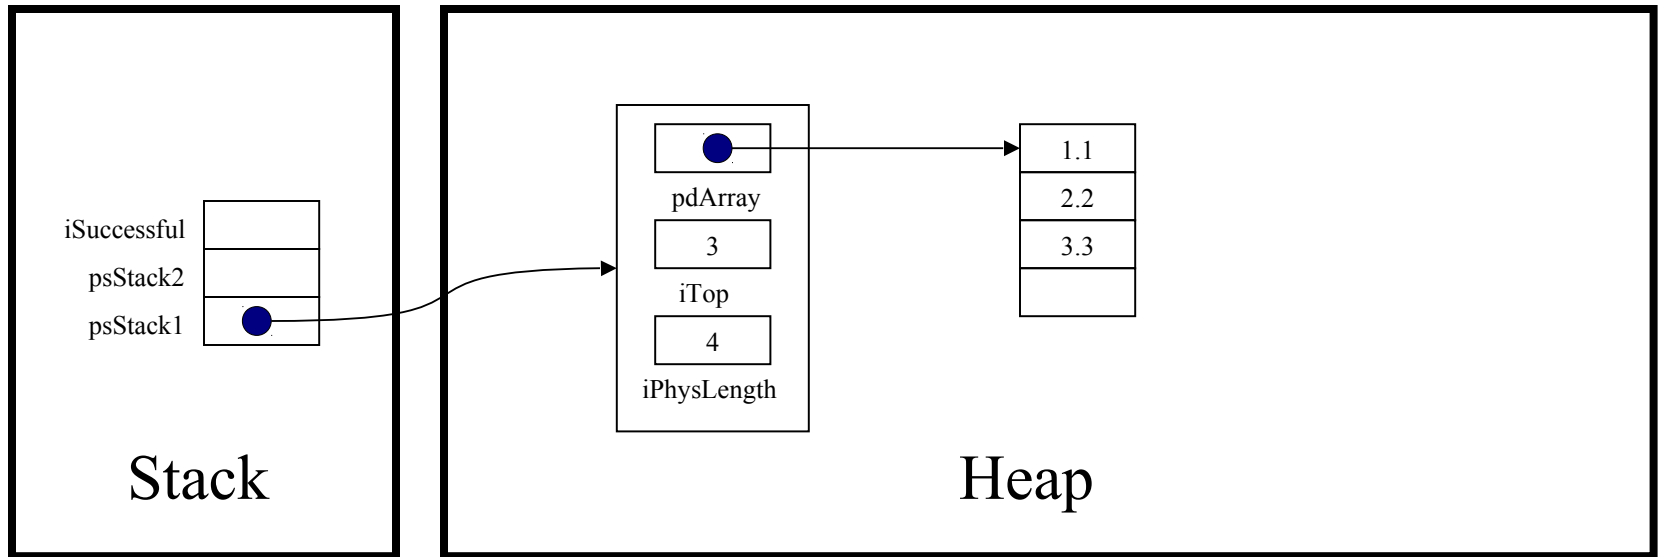 iSuccessful
psStack2
psStack1
Stack
pdArray
3
iTop
4
iPhysLength
1.1
2.2
3.3
Heap